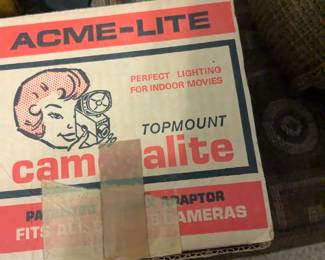 ACME-LITE
PERFECT LIGHTING
FOR INDOOR MOVIES
TOPMOUNT
cam alite
ADAPTOR
FITS ALL CAMERAS